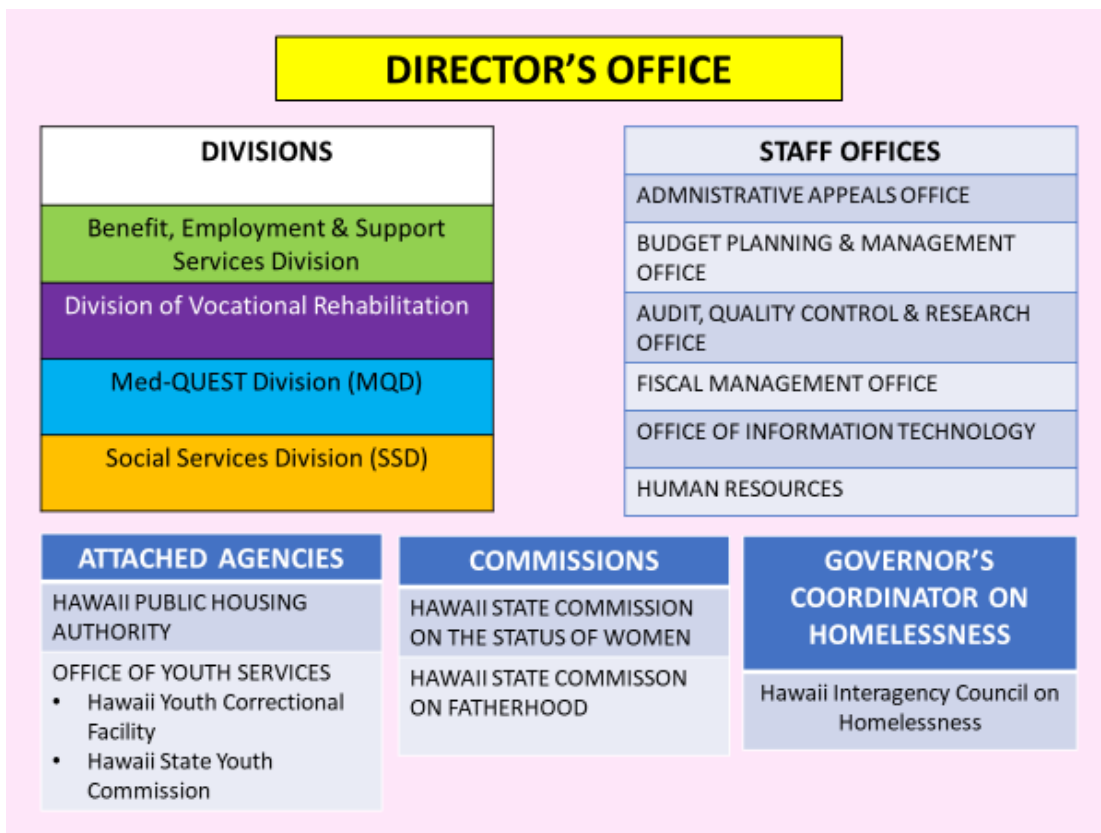 DIRECTOR'S OFFICE
DIVISIONS
Benefit, Employment & Support
Services Division
Division of Vocational Rehabilitation
Med-QUEST Division (MQD)
Social Services Division (SSD)
STAFF OFFICES
ADMNISTRATIVE APPEALS OFFICE
BUDGET PLANNING & MANAGEMENT
OFFICE
AUDIT, QUALITY CONTROL & RESEARCH
OFFICE
FISCAL MANAGEMENT OFFICE
OFFICE OF INFORMATION TECHNOLOGY
HUMAN RESOURCES
ATTACHED AGENCIES
HAWAII PUBLIC HOUSING
AUTHORITY
OFFICE OF YOUTH SERVICES
• Hawaii Youth Correctional
Facility
• Hawaii State Youth
Commission
COMMISSIONS
HAWAII STATE COMMISSION
ON THE STATUS OF WOMEN
HAWAII STATE COMMISSON
ON FATHERHOOD
GOVERNOR'S
COORDINATOR ON
HOMELESSNESS
Hawaii Interagency Council on
Homelessness